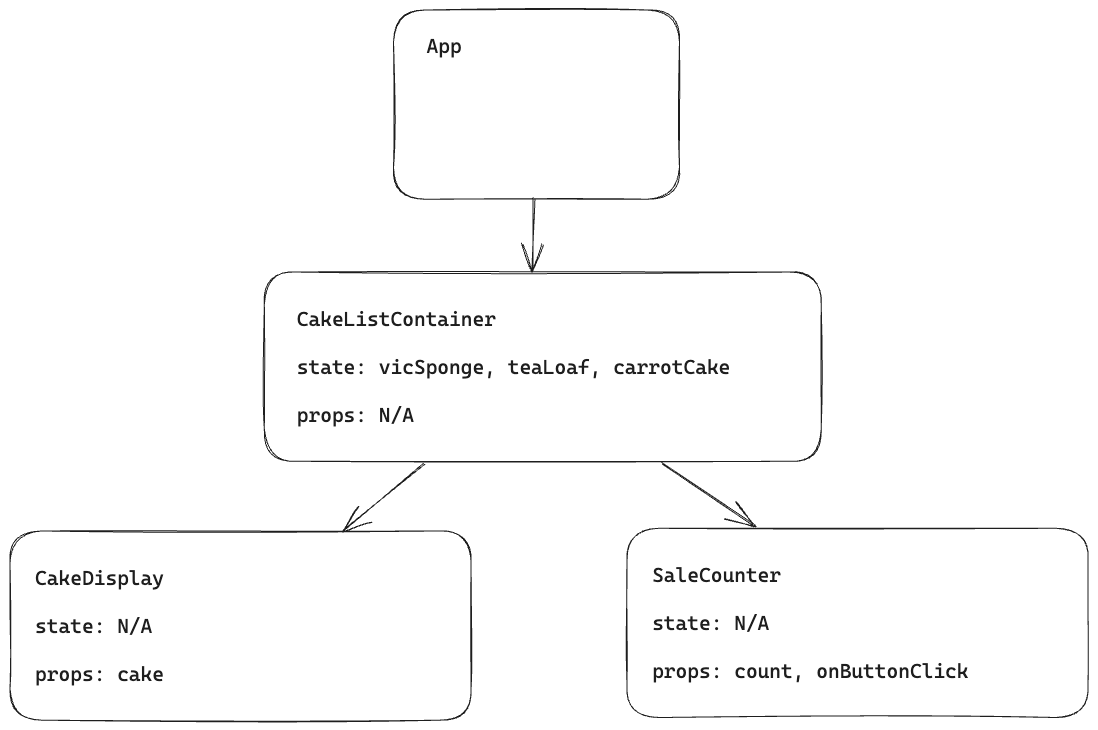 App
CakeListContainer
state: vicSponge, teaLoaf, carrotCake
props: N/A
CakeDisplay
state: N/A
props: cake
SaleCounter
state: N/A
props: count, onButtonClick